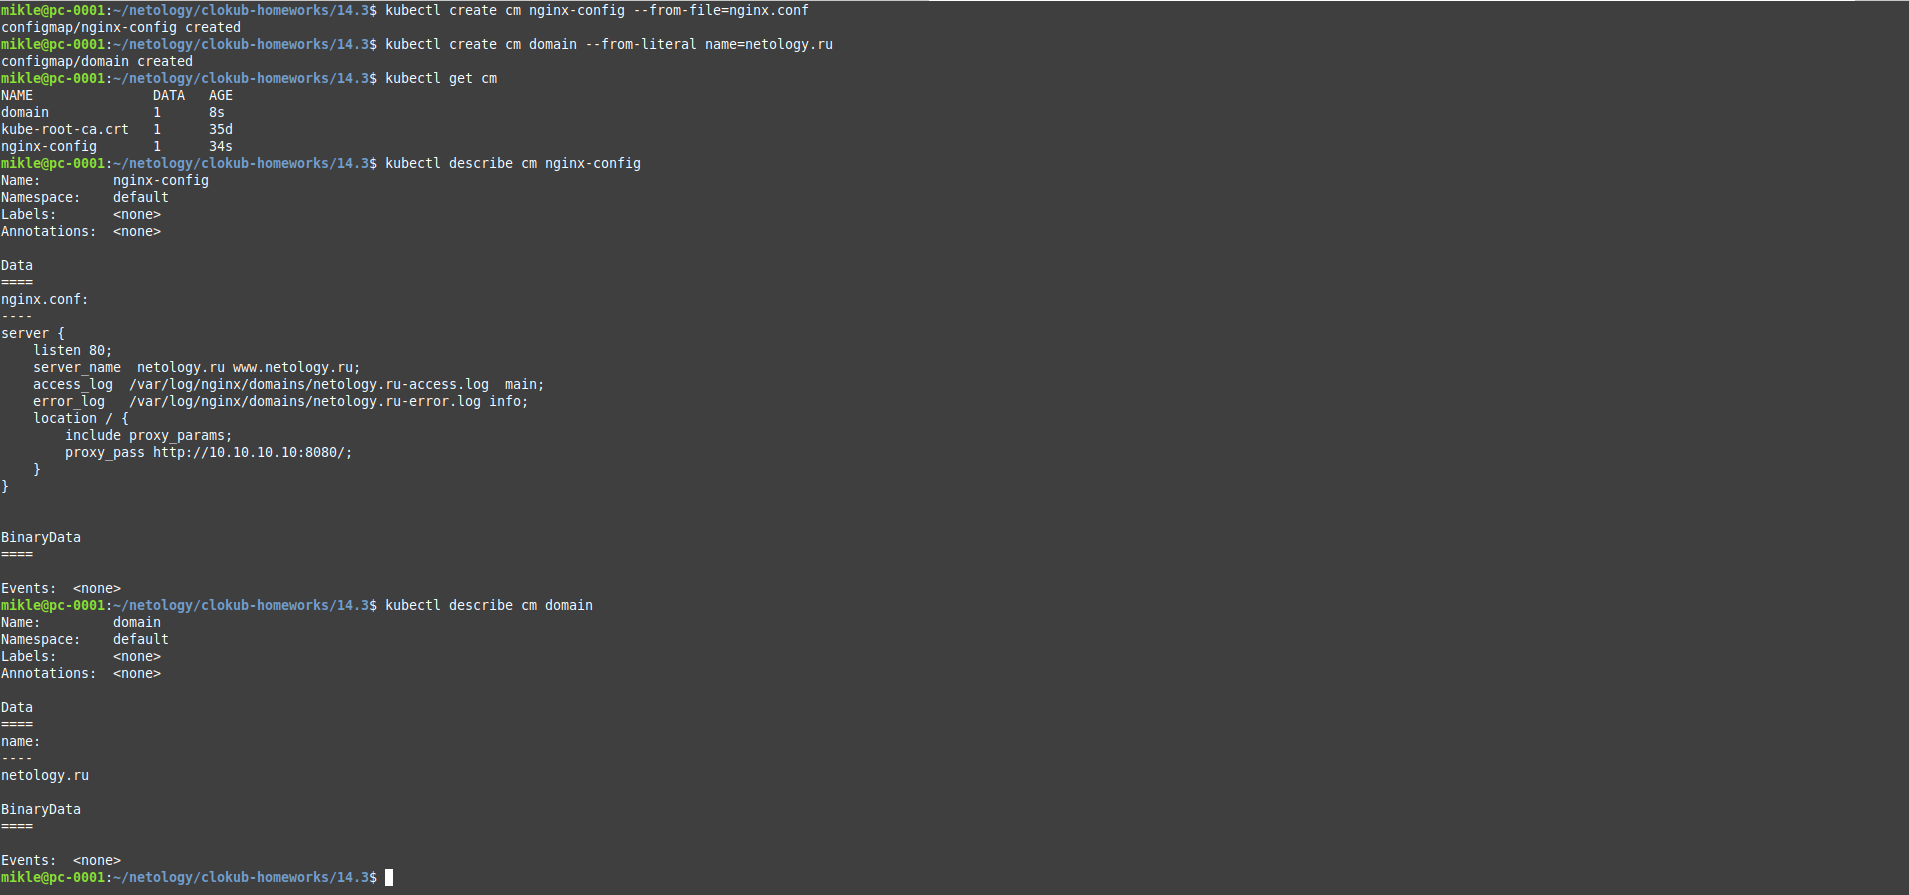 mikle@pc-0001:~/netology/clokub-homeworks/14.3$ kubectl create cm nginx-config --from-file=nginx.conf
configmap/nginx-config created
mikle@pc-0001:~/netology/clokub-homeworks/14.3$ kubectl create cm domain --from-literal name=netology.ru
configmap/domain created
mikle@pc-0001:~/netology/clokub-homeworks/14.3$ kubectl get cm
NAME               DATA   AGE
domain             1      8s
kube-root-ca.crt   1      35d
nginx-config       1      34s
mikle@pc-0001:~/netology/clokub-homeworks/14.3$ kubectl describe cm nginx-config
Name:         nginx-config
Namespace:    default
Labels:       <none>
Annotations:  <none>

Data
====
nginx.conf:
----
server {
    listen 80;
    server_name  netology.ru www.netology.ru;
    access_log  /var/log/nginx/domains/netology.ru-access.log  main;
    error_log   /var/log/nginx/domains/netology.ru-error.log info;
    location / {
        include proxy_params;
        proxy_pass http://10.10.10.10:8080/;
    }
}


BinaryData
====

Events:  <none>
mikle@pc-0001:~/netology/clokub-homeworks/14.3$ kubectl describe cm domain
Name:         domain
Namespace:    default
Labels:       <none>
Annotations:  <none>

Data
====
name:
----
netology.ru

BinaryData
====

Events:  <none>
mikle@pc-0001:~/netology/clokub-homeworks/14.3$